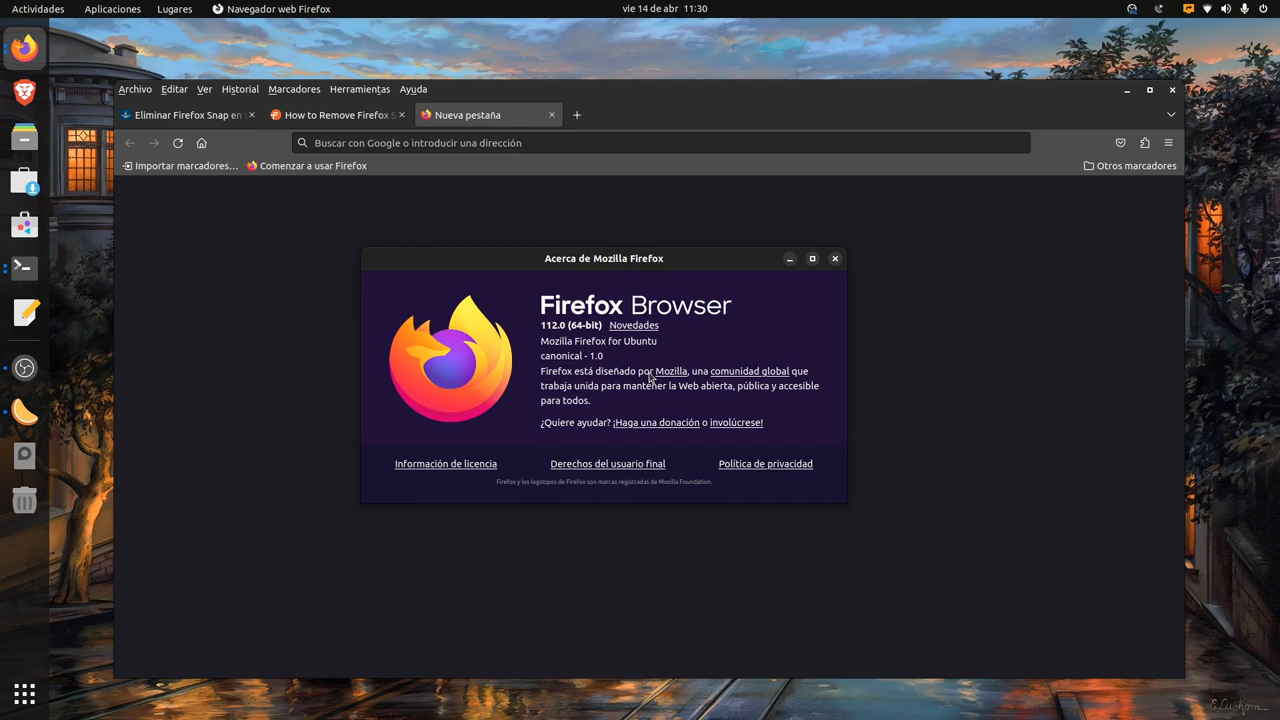 Actividades Aplicaciones Lugares Navegador web Firefox vie 14 de abr 11:30
Archivo Editar Ver Historial Marcadores Herramientas Ayuda
Eliminar Firefox Snap en How to Remove Firefox S Nueva pestaña
Buscar con Google o introducir una dirección
Importar marcadores... Comenzar a usar Firefox Otros marcadores
Acerca de Mozilla Firefox
Firefox Browser
112.0 (64-bit) Novedades
Mozilla Firefox for Ubuntu
canonical - 1.0
Firefox está diseñado por Mozilla, una comunidad global que
trabaja unida para mantener la Web abierta, pública y accesible
para todos.
¿Quiere ayudar? ¡Haga una donación o involúcrese!
Información de licencia Derechos del usuario final Política de privacidad
Firefox y los logotipos de Firefox son marcas registradas de Mozilla Foundation.